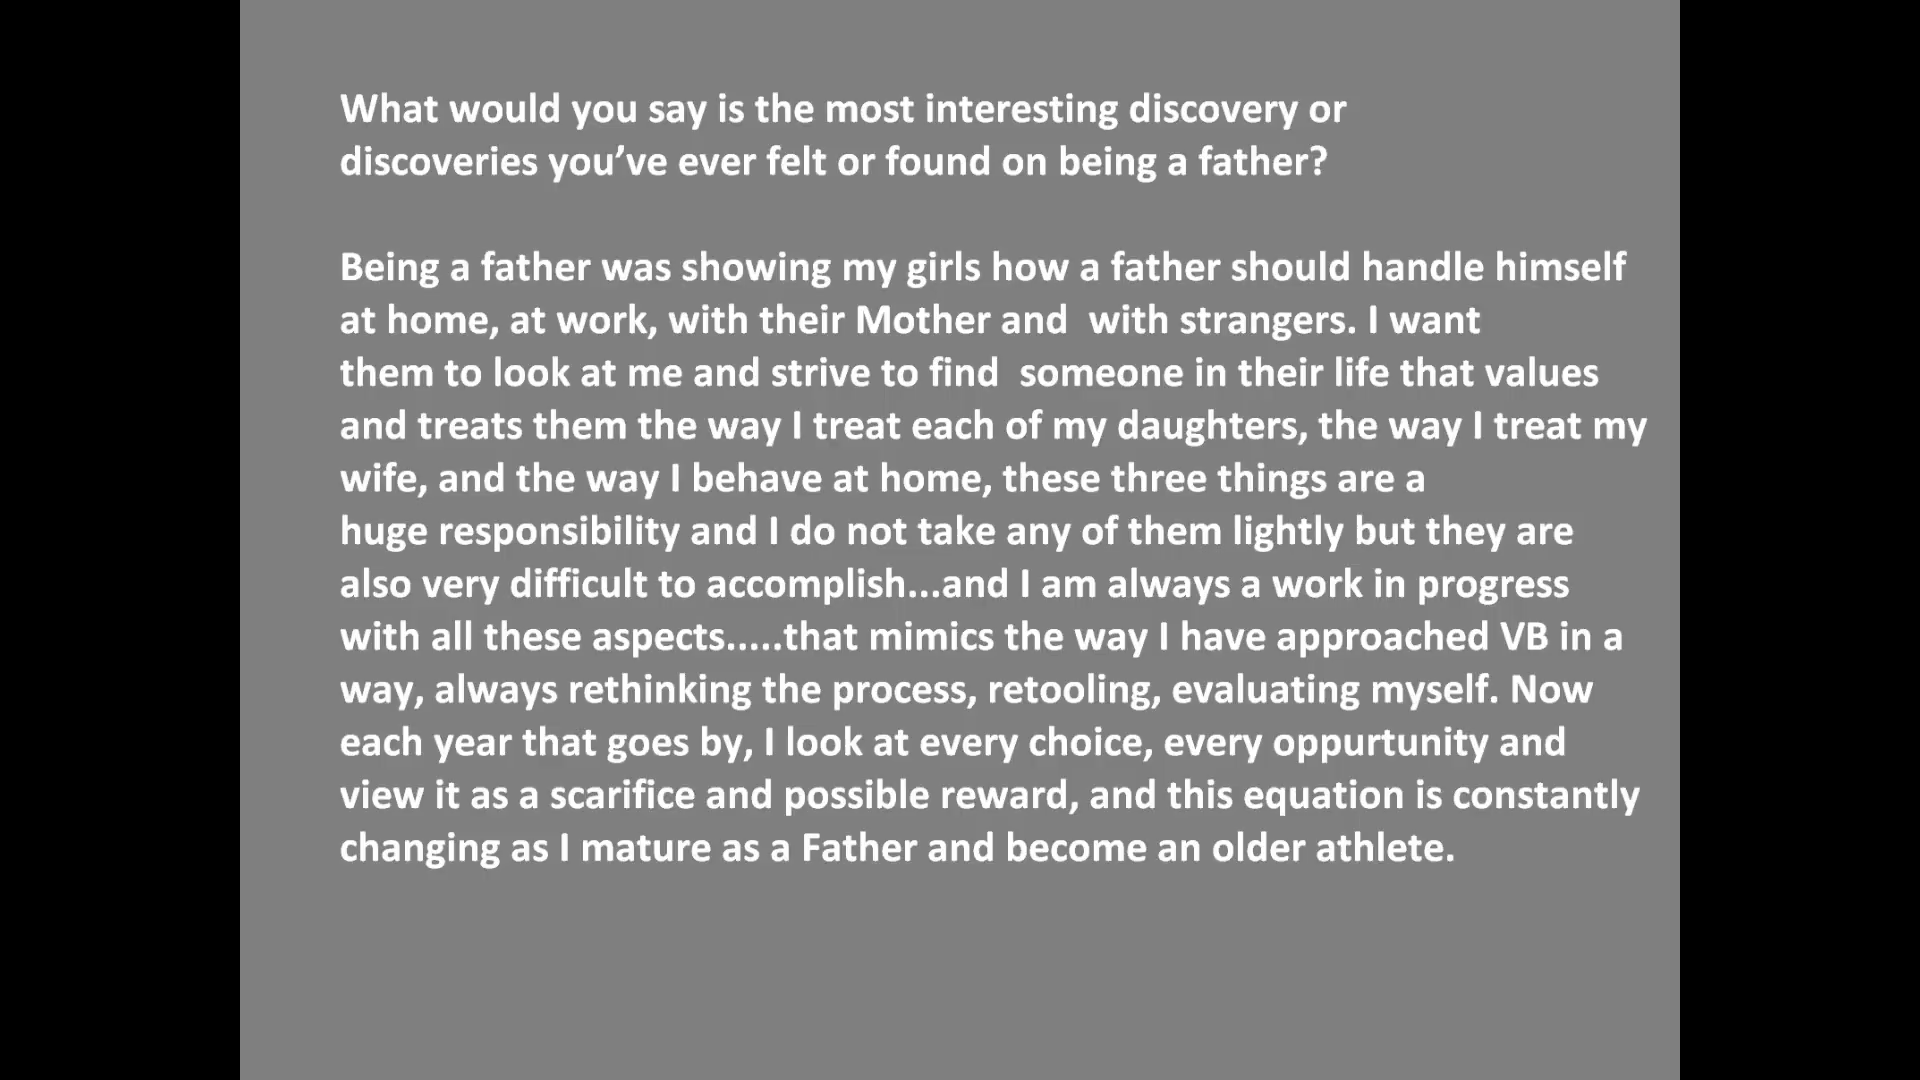 What would you say is the most interesting discovery or
discoveries you’ve ever felt or found on being a father?
Being a father was showing my girls how a father should handle himself
at home, at work, with their Mother and  with strangers. I want
them to look at me and strive to find  someone in their life that values
and treats them the way I treat each of my daughters, the way I treat my
wife, and the way I behave at home, these three things are a
huge responsibility and I do not take any of them lightly but they are
also very difficult to accomplish...and I am always a work in progress
with all these aspects.....that mimics the way I have approached VB in a
way, always rethinking the process, retooling, evaluating myself. Now
each year that goes by, I look at every choice, every oppurtunity and
view it as a scarifice and possible reward, and this equation is constantly
changing as I mature as a Father and become an older athlete.